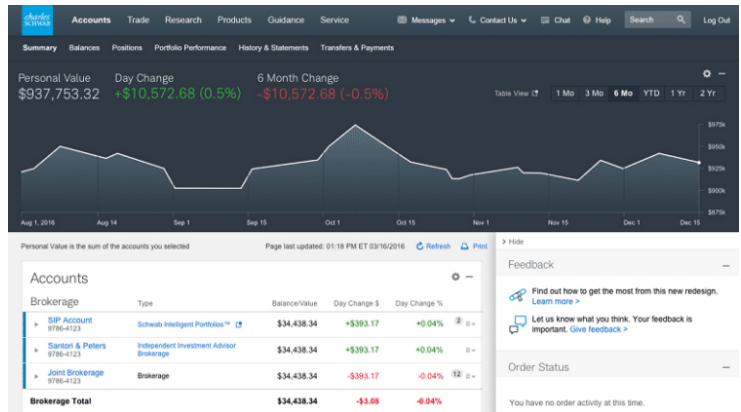 charles
SCHWAB
Accounts Trade Research Products Guidance Service Messages Contact Us Chat Help Search Log Out
Summary Balances Positions Portfolio Performance History & Statements Transfers & Payments
Personal Value Day Change 6 Month Change
$937,753.32 +$10,572.68 (0.5%) -$10,572.68 (-0.5%)
Table View 1 Mo 3 Mo 6 Mo YTD 1 Yr 2 Yr
$975k
$950k
$925k
$900k
$875k
Aug 1, 2016 Aug 14 Sep 1 Sep 15 Oct 1 Oct 15 Nov 1 Nov 15 Dec 1 Dec 15
Personal Value is the sum of the accounts you selected Page last updated: 01:18 PM ET 03/16/2016 Refresh Print
Accounts
Brokerage Type Balance/Value Day Change $ Day Change %
SIP Account Schwab Intelligent Portfolios™ $34,438.34 +$393.17 +0.04% 2
9786-4123
Santori & Peters Independent Investment Advisor $34,438.34 +$393.17 +0.04%
9786-4123 Brokerage
Joint Brokerage Brokerage $34,438.34 -$393.17 -0.04% 12
9786-4123
Brokerage Total $34,438.34 -$3.08 -0.04%
> Hide
Feedback
Find out how to get the most from this new redesign.
Learn more >
Let us know what you think. Your feedback is
important. Give feedback >
Order Status
You have no order activity at this time.